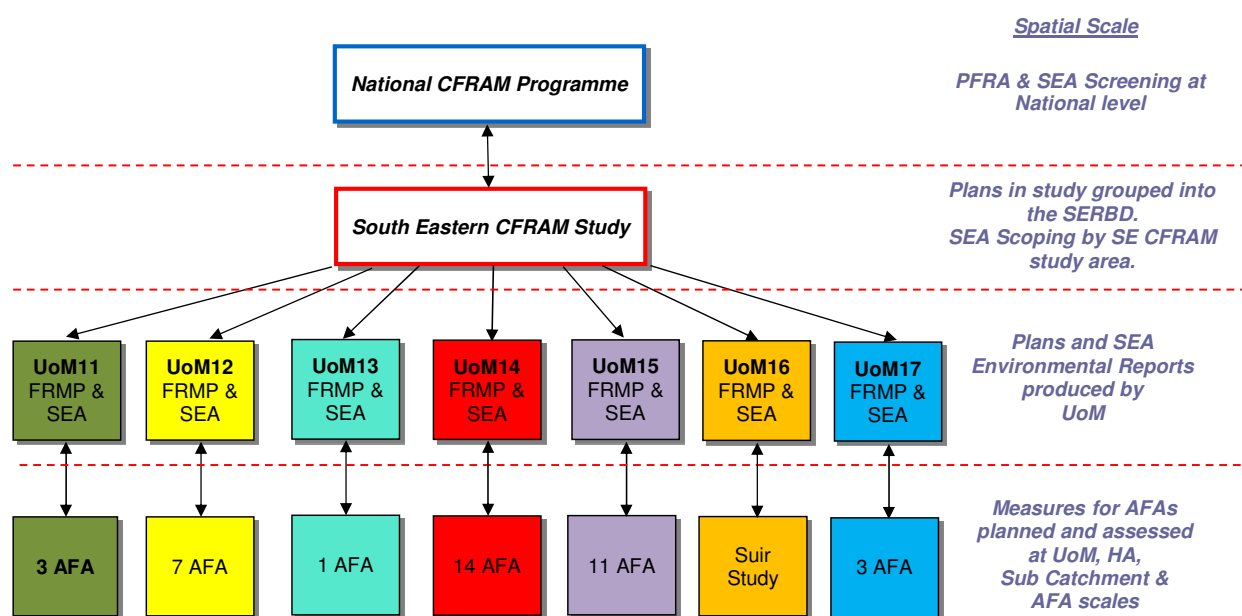 Spatial Scale
National CFRAM Programme
PFRA & SEA Screening at
National level
South Eastern CFRAM Study
Plans in study grouped into
the SERBD.
SEA Scoping by SE CFRAM
study area.
UoM11
FRMP &
SEA
UoM12
FRMP &
SEA
UoM13
FRMP &
SEA
UoM14
FRMP &
SEA
UoM15
FRMP &
SEA
UoM16
FRMP &
SEA
UoM17
FRMP &
SEA
Plans and SEA
Environmental Reports
produced by
UoM
3 AFA
7 AFA
1 AFA
14 AFA
11 AFA
Suir
Study
3 AFA
Measures for AFAs
planned and assessed
at UoM, HA,
Sub Catchment &
AFA scales